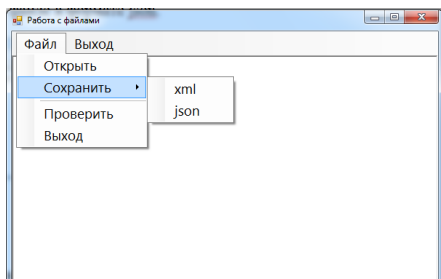 Работа с файлами
Файл Выход
Открыть
Сохранить
xml
json
Проверить
Выход